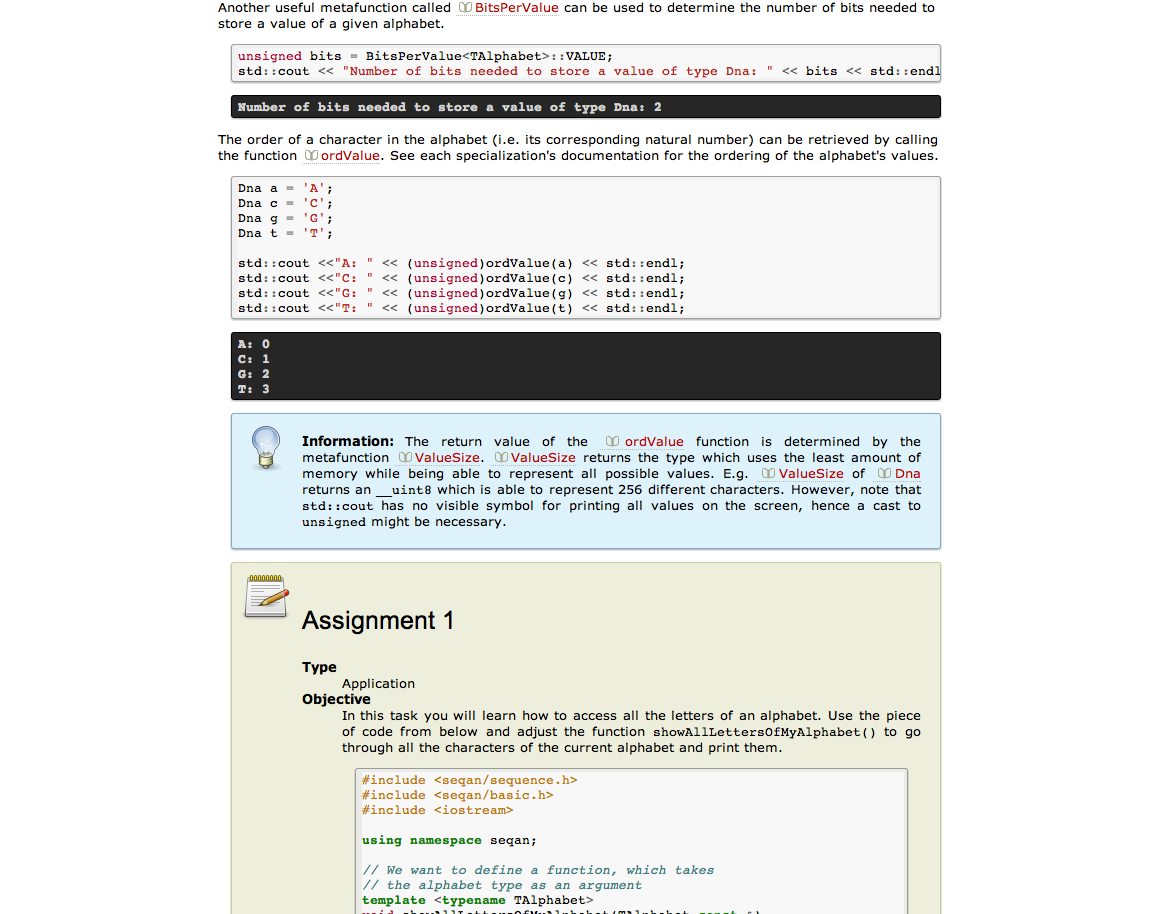 Another useful metafunction called BitsPerValue can be used to determine the number of bits needed to
store a value of a given alphabet.
unsigned bits = BitsPerValue<TAlphabet>::VALUE;
std::cout << "Number of bits needed to store a value of type Dna: " << bits << std::endl
Number of bits needed to store a value of type Dna: 2
The order of a character in the alphabet (i.e. its corresponding natural number) can be retrieved by calling
the function ordValue. See each specialization's documentation for the ordering of the alphabet's values.
Dna a = 'A';
Dna c = 'C';
Dna g = 'G';
Dna t = 'T';
std::cout <<"A: " << (unsigned)ordValue(a) << std::endl;
std::cout <<"C: " << (unsigned)ordValue(c) << std::endl;
std::cout <<"G: " << (unsigned)ordValue(g) << std::endl;
std::cout <<"T: " << (unsigned)ordValue(t) << std::endl;
A: 0
C: 1
G: 2
T: 3
Information: The return value of the ordValue function is determined by the
metafunction ValueSize. ValueSize returns the type which uses the least amount of
memory while being able to represent all possible values. E.g. ValueSize of Dna
returns an __uint8 which is able to represent 256 different characters. However, note that
std::cout has no visible symbol for printing all values on the screen, hence a cast to
unsigned might be necessary.
Assignment 1
Type
Application
Objective
In this task you will learn how to access all the letters of an alphabet. Use the piece
of code from below and adjust the function showAllLettersOfMyAlphabet() to go
through all the characters of the current alphabet and print them.
#include <seqan/sequence.h>
#include <seqan/basic.h>
#include <iostream>
using namespace seqan;
// We want to define a function, which takes
// the alphabet type as an argument
template <typename TAlphabet>
void showAllLettersOfMyAlphabet(TAlphabet const &)